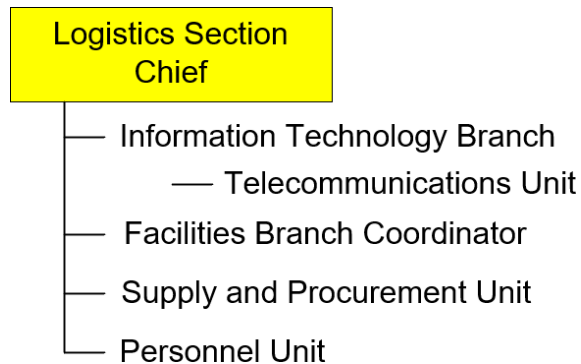 Logistics Section
Chief
Information Technology Branch
Telecommunications Unit
Facilities Branch Coordinator
Supply and Procurement Unit
Personnel Unit